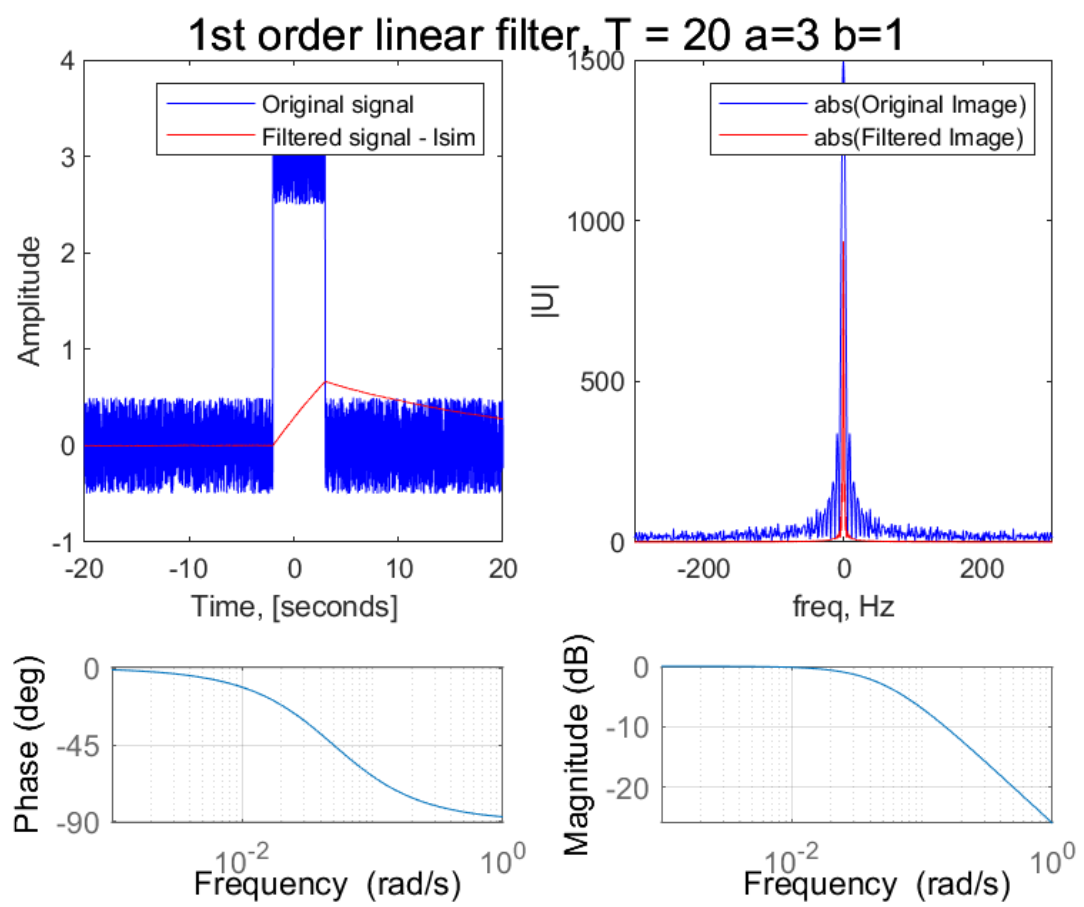 1st order linear filter, T = 20 a=3 b=1
4
3
2
1
0
-1
Amplitude
Original signal
Filtered signal - lsim
-20
-10
0
10
20
Time, [seconds]
1500
1000
500
0
|U|
abs(Original Image)
abs(Filtered Image)
-200
0
200
freq, Hz
0
-45
-90
Phase (deg)
10^-2
10^0
Frequency (rad/s)
0
-10
-20
Magnitude (dB)
10^-2
10^0
Frequency (rad/s)